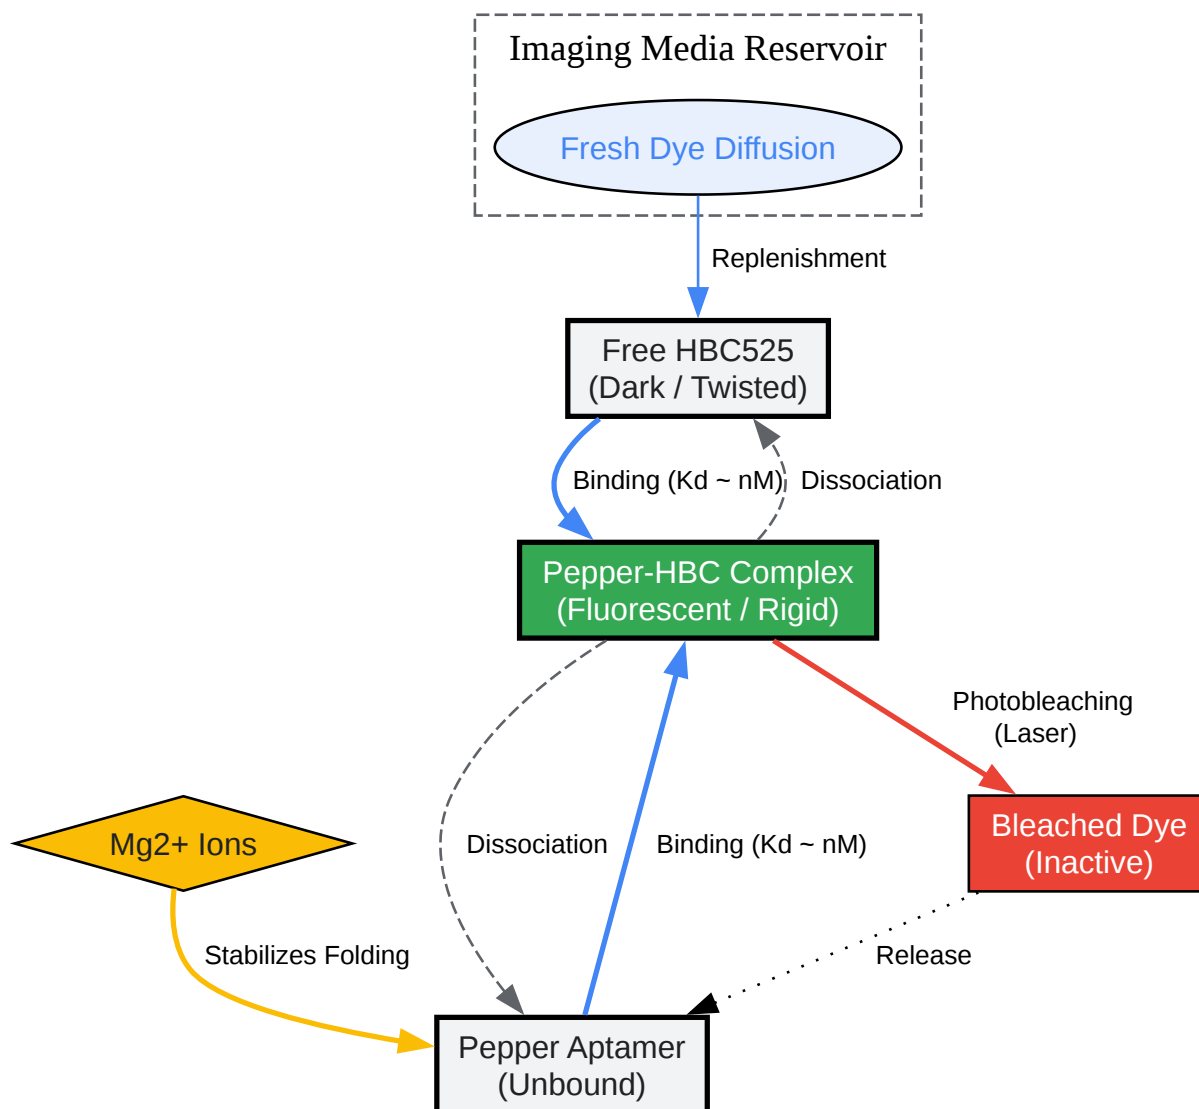 Imaging Media Reservoir
Fresh Dye Diffusion
Replenishment
Free HBC525
(Dark / Twisted)
Binding (Kd ~ nM)
Dissociation
Pepper-HBC Complex
(Fluorescent / Rigid)
Photobleaching
(Laser)
Mg2+ Ions
Dissociation
Binding (Kd ~ nM)
Bleached Dye
(Inactive)
Stabilizes Folding
Release
Pepper Aptamer
(Unbound)